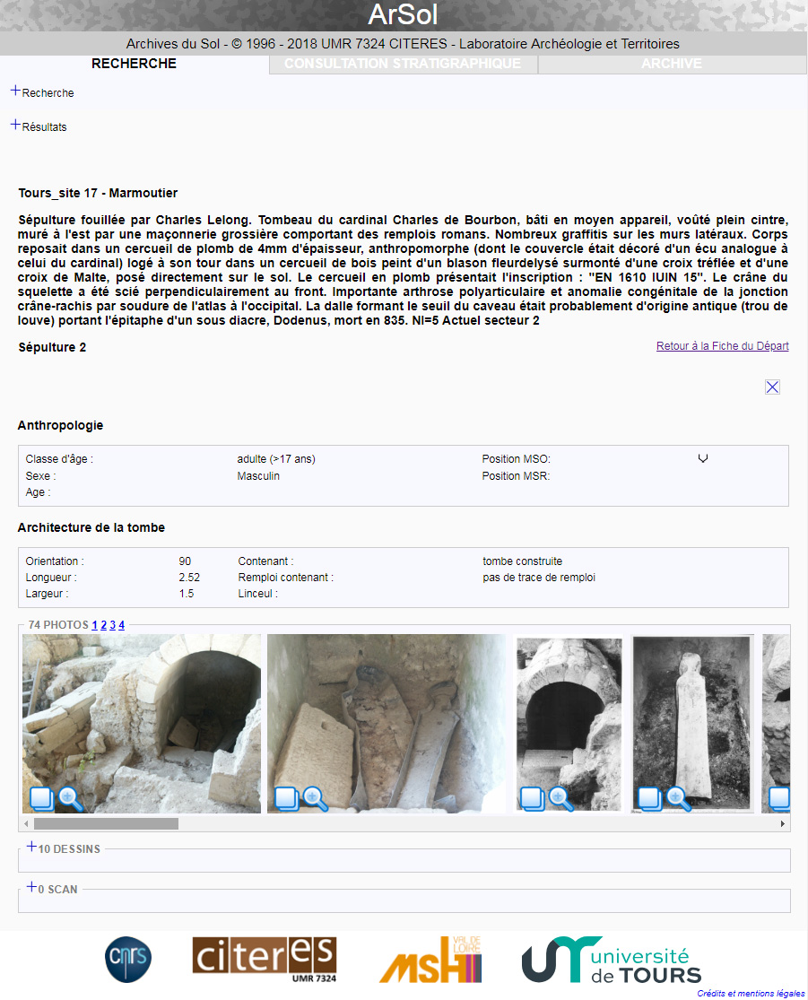 ArSol
Archives du Sol - © 1996 - 2018 UMR 7324 CITERES - Laboratoire Archéologie et Territoires
RECHERCHE CONSULTATION STRATIGRAPHIQUE ARCHIVE
Recherche
Résultats
Tours_site 17 - Marmoutier
Sépulture fouillée par Charles Lelong. Tombeau du cardinal Charles de Bourbon, bâti en moyen appareil, voûté plein cintre,
muré à l'est par une maçonnerie grossière comportant des remplois romans. Nombreux graffitis sur les murs latéraux. Corps
reposait dans un cercueil de plomb de 4mm d'épaisseur, anthropomorphe (dont le couvercle était décoré d'un écu analogue à
celui du cardinal) logé à son tour dans un cercueil de bois peint d'un blason fleurdelysé surmonté d'une croix tréflée et d'une
croix de Malte, posé directement sur le sol. Le cercueil en plomb présentait l'inscription : "EN 1610 IUIN 15". Le crâne du
squelette a été scié perpendiculairement au front. Importante arthrose polyarticulaire et anomalie congénitale de la jonction
crâne-rachis par soudure de l'atlas à l'occipital. La dalle formant le seuil du caveau était probablement d'origine antique (trou de
louve) portant l'épitaphe d'un sous diacre, Dodenus, mort en 835. NI=5 Actuel secteur 2
Sépulture 2 Retour à la Fiche du Départ
Anthropologie
Classe d'âge : adulte (>17 ans) Position MSO:
Sexe : Masculin Position MSR:
Age :
Architecture de la tombe
Orientation : 90 Contenant : tombe construite
Longueur : 2.52 Remploi contenant : pas de trace de remploi
Largeur : 1.5 Linceul :
74 PHOTOS 1 2 3 4
10 DESSINS
0 SCAN
cnrs citeres UMR 7324 msh VAL DE LOIRE université de TOURS
Crédits et mentions légales